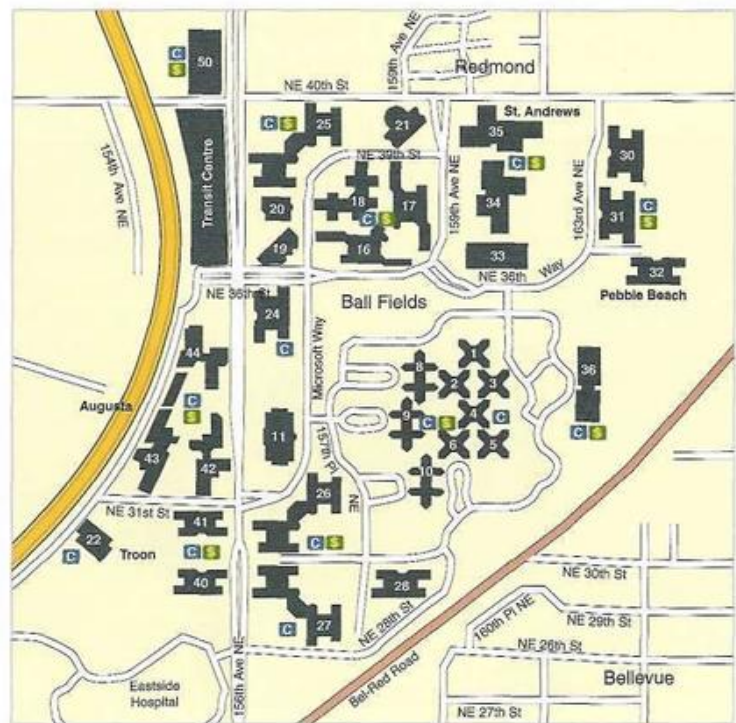 159th Ave NE
Redmond
50
C
$
NE 40th St
St. Andrews
C $
25
21
35
154th Ave NE
Transit Centre
NE 39th St
C $
30
163rd Ave NE
18
17
20
C $
159th Ave NE
34
31
C
$
16
19
33
NE 36th St
NE 36th
Way
32
Pebble Beach
24
Ball Fields
C
Microsoft Way
44
1
8
2
3
36
Augusta
C
$
9
C $
4
C
11
6
5
C $
43
42
157th Pl
NE
10
26
NE 31st St
41
22
C
Troon
C $
C $
40
28
NE 30th St
160th Pl NE
NE 29th St
C
27
NE 28th St
NE 26th St
Bel-Red Road
Bellevue
Eastside
Hospital
156th Ave NE
NE 27th St